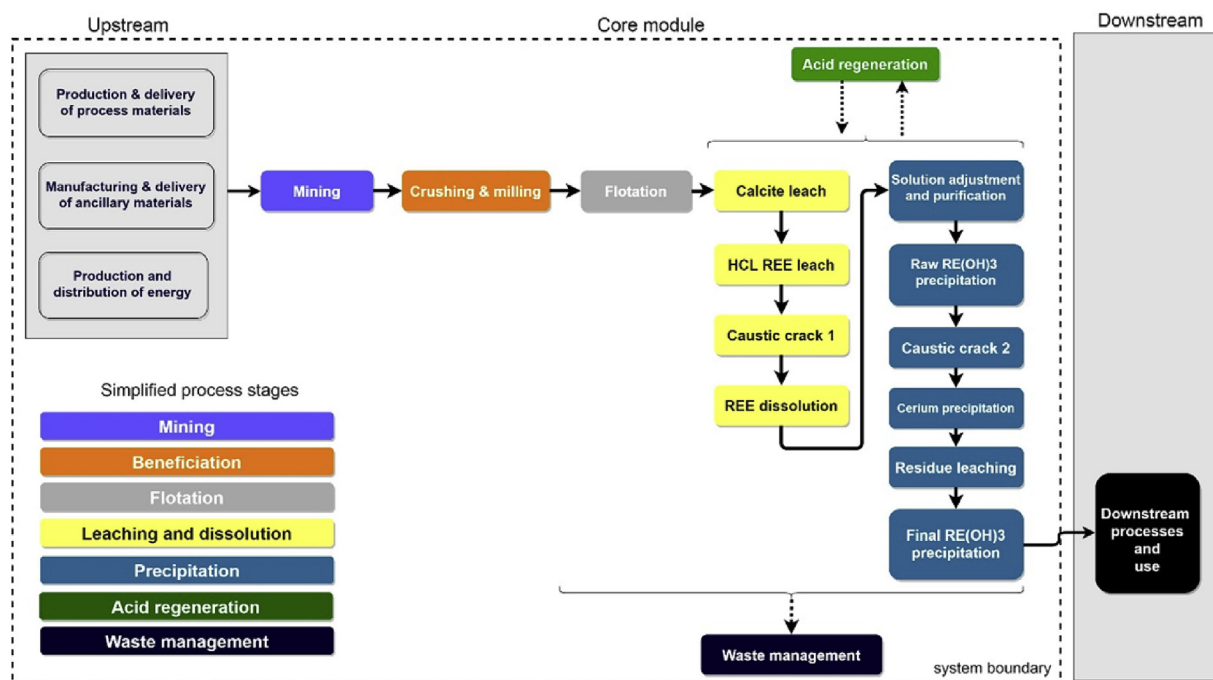 Upstream
Core module
Downstream
Production & delivery
of process materials
Manufacturing & delivery
of ancillary materials
Production and
distribution of energy
Mining
Crushing & milling
Flotation
Acid regeneration
Calcite leach
HCL REE leach
Caustic crack 1
REE dissolution
Solution adjustment
and purification
Raw RE(OH)3
precipitation
Caustic crack 2
Cerium precipitation
Residue leaching
Final RE(OH)3
precipitation
Downstream
processes
and
use
Simplified process stages
Mining
Beneficiation
Flotation
Leaching and dissolution
Precipitation
Acid regeneration
Waste management
Waste management
system boundary